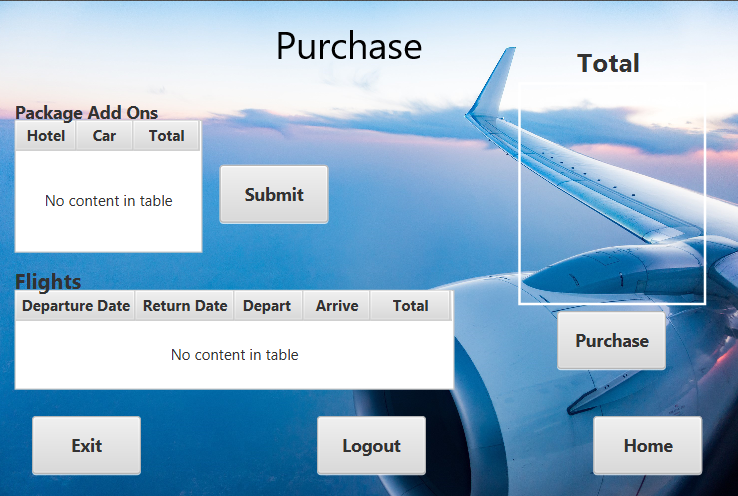 Purchase
Total
Package Add Ons
Hotel Car Total
No content in table
Submit
Flights
Departure Date Return Date Depart Arrive Total
No content in table
Purchase
Exit Logout Home